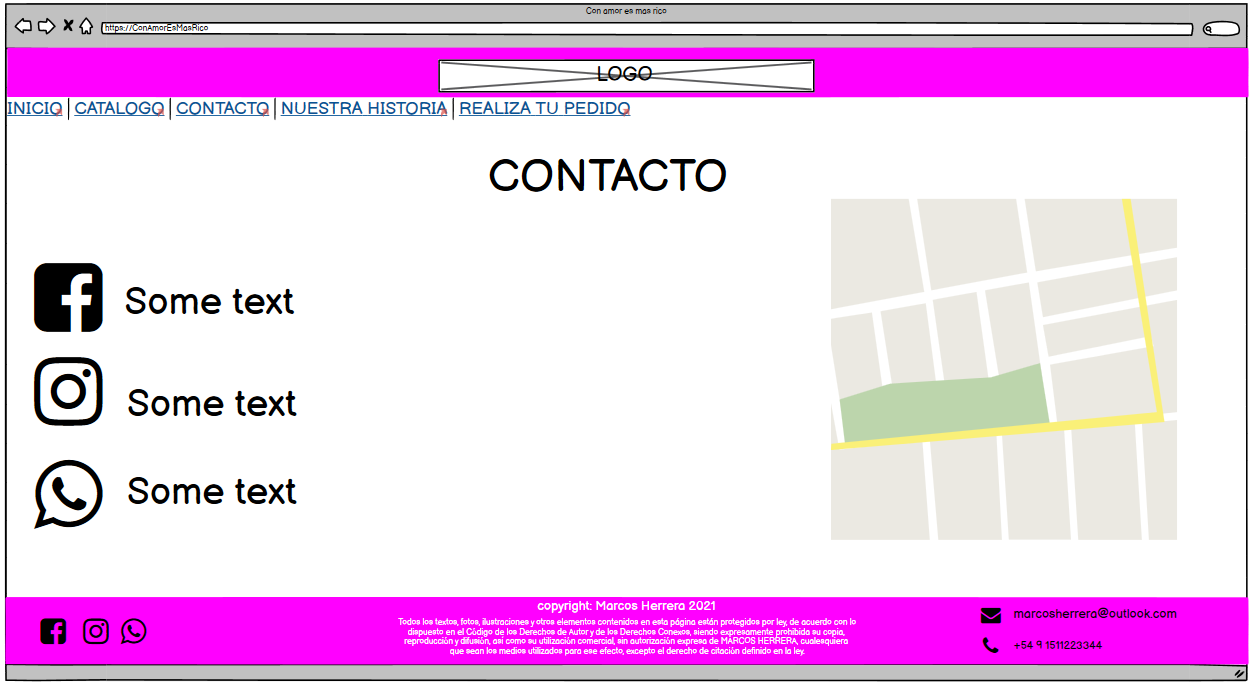 Con amor es mas rico
https://ConAmorEsMasRico
LOGO
INICIO | CATALOGO | CONTACTO | NUESTRA HISTORIA | REALIZA TU PEDIDO
CONTACTO
Some text
Some text
Some text
copyright: Marcos Herrera 2021
Todos los textos, fotos, ilustraciones y otros elementos contenidos en esta página están protegidos por ley, de acuerdo con lo
dispuesto en el Código de los Derechos de Autor y de los Derechos Conexos, siendo expresamente prohibida su copia,
reproducción y difusión, asi como su utilización comercial, sin autorización expresa de MARCOS HERRERA, cualesquiera
que sean los medios utilizados para ese efecto, excepto el derecho de citación definido en la ley.
marcosherrera@outlook.com
+54 9 1511223344